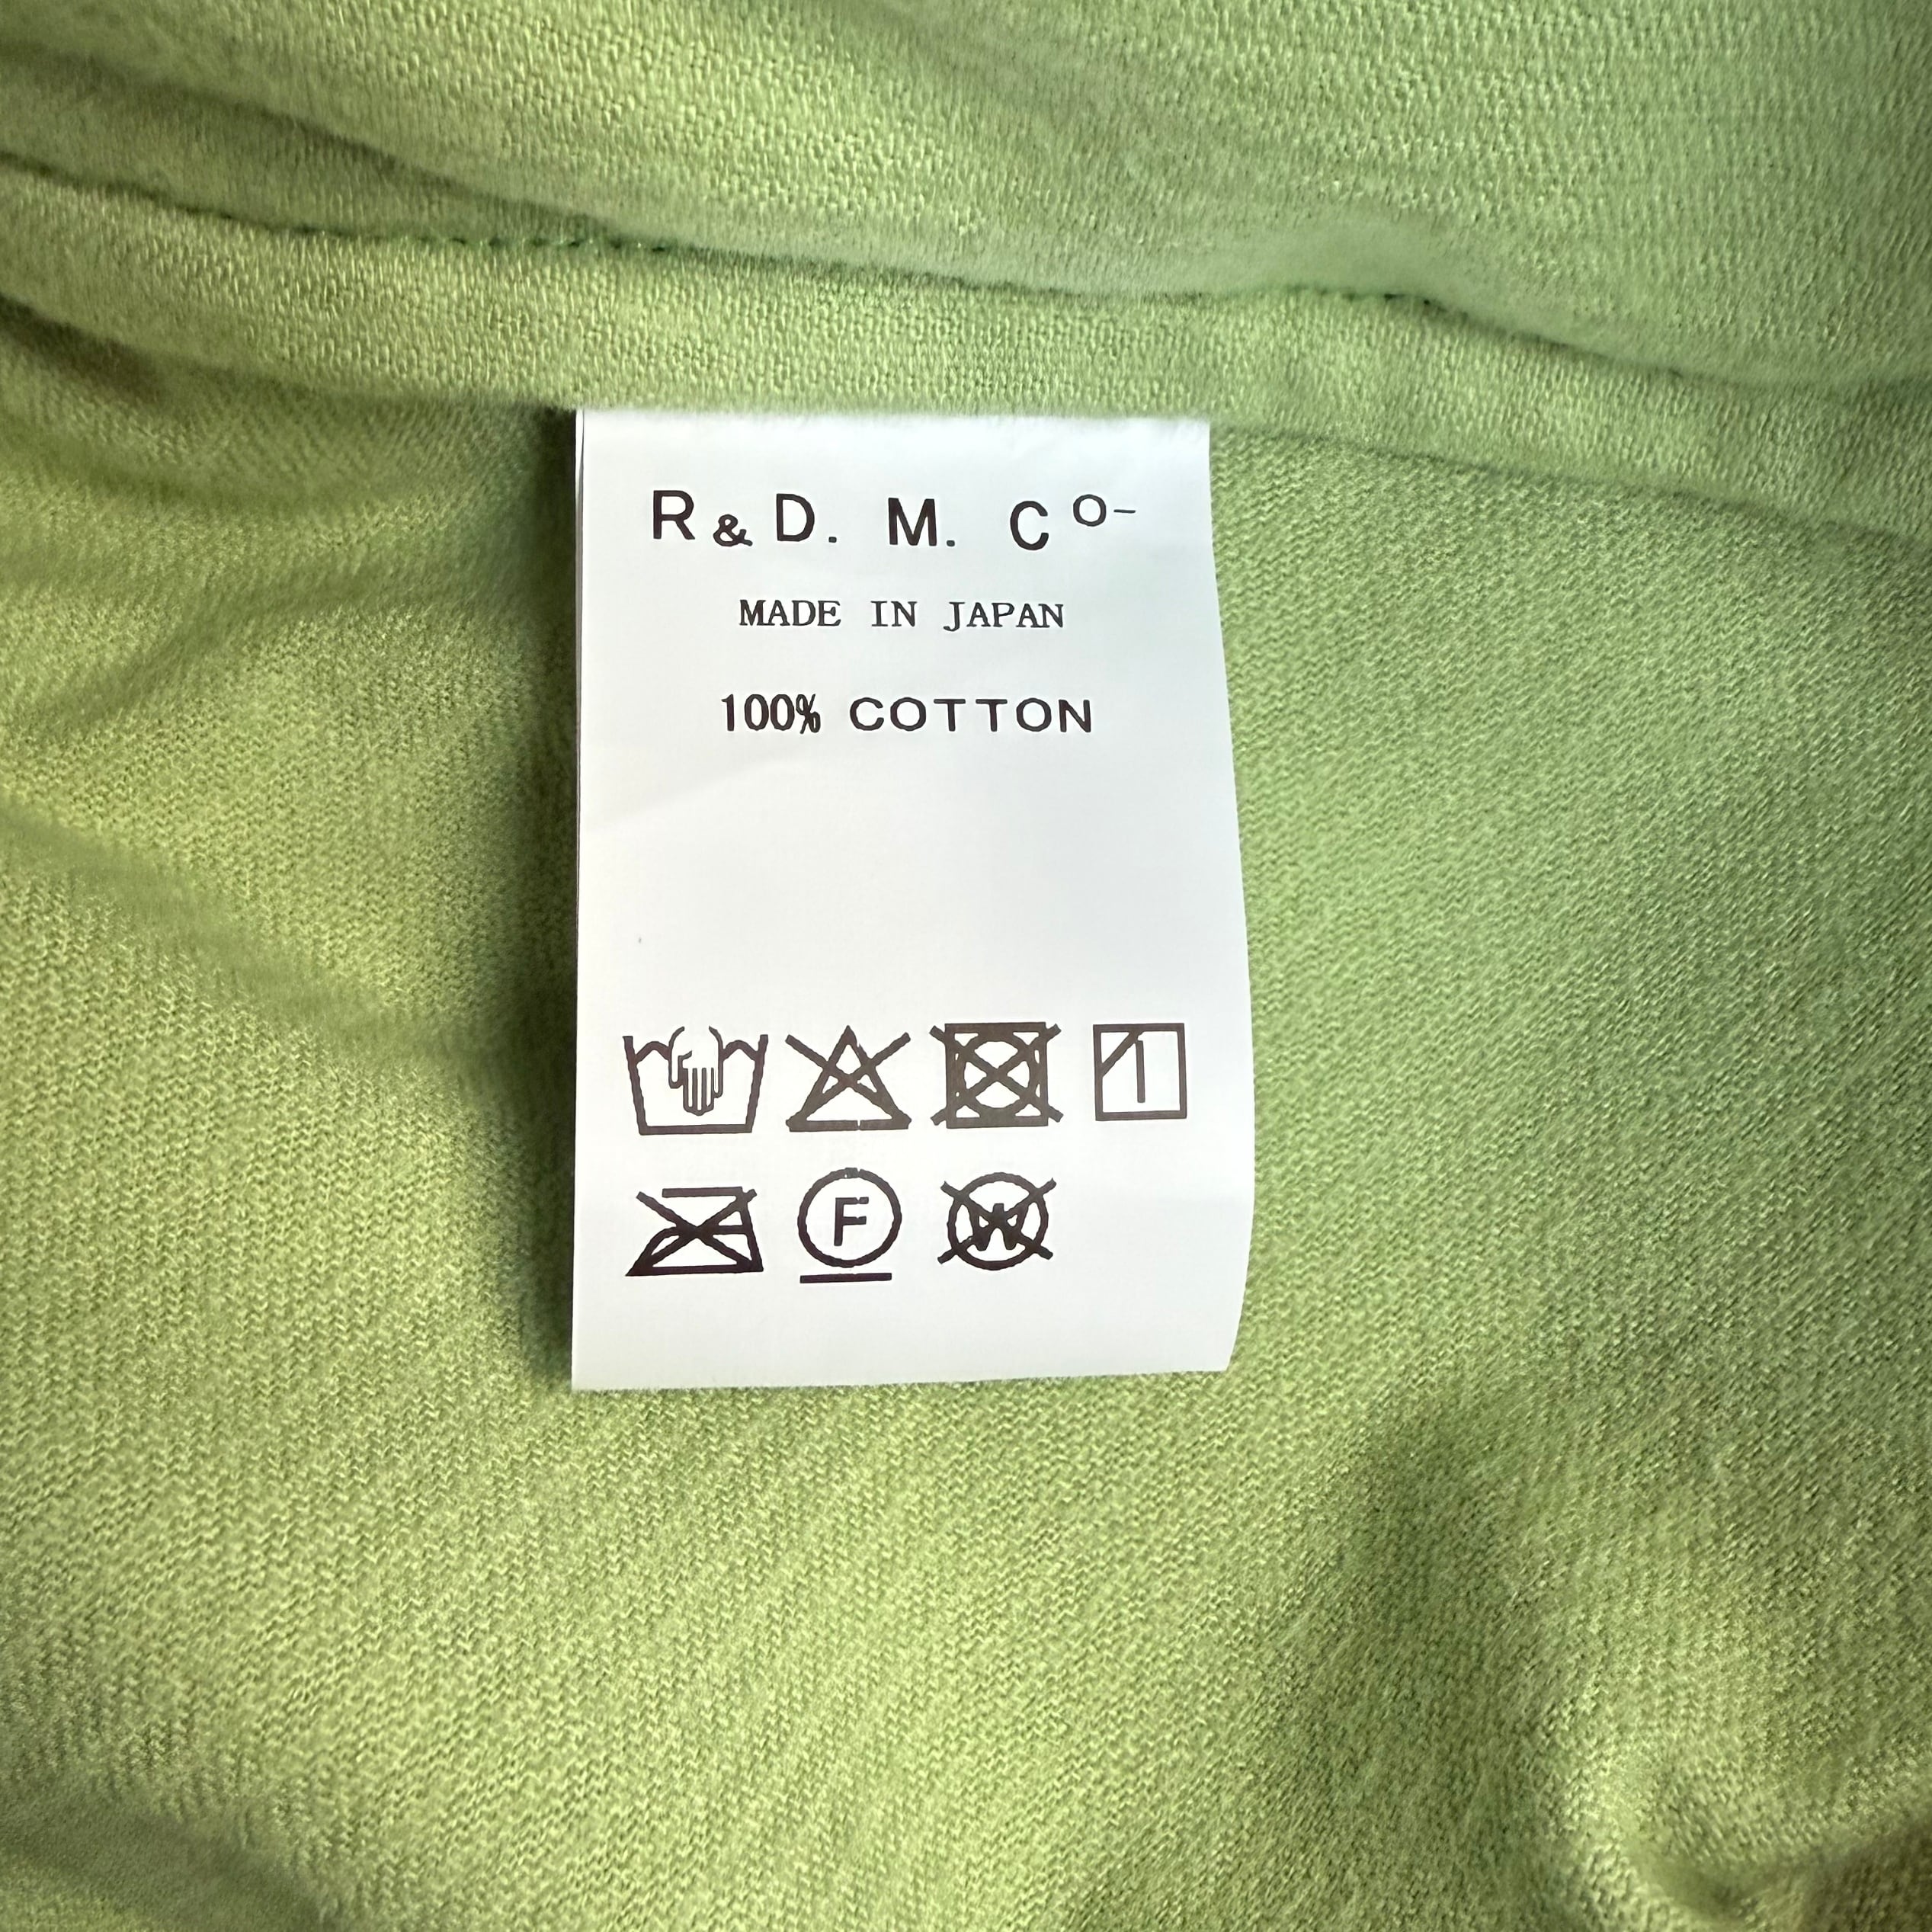 R&D. M. Co-
MADE IN JAPAN
100% COTTON
F W